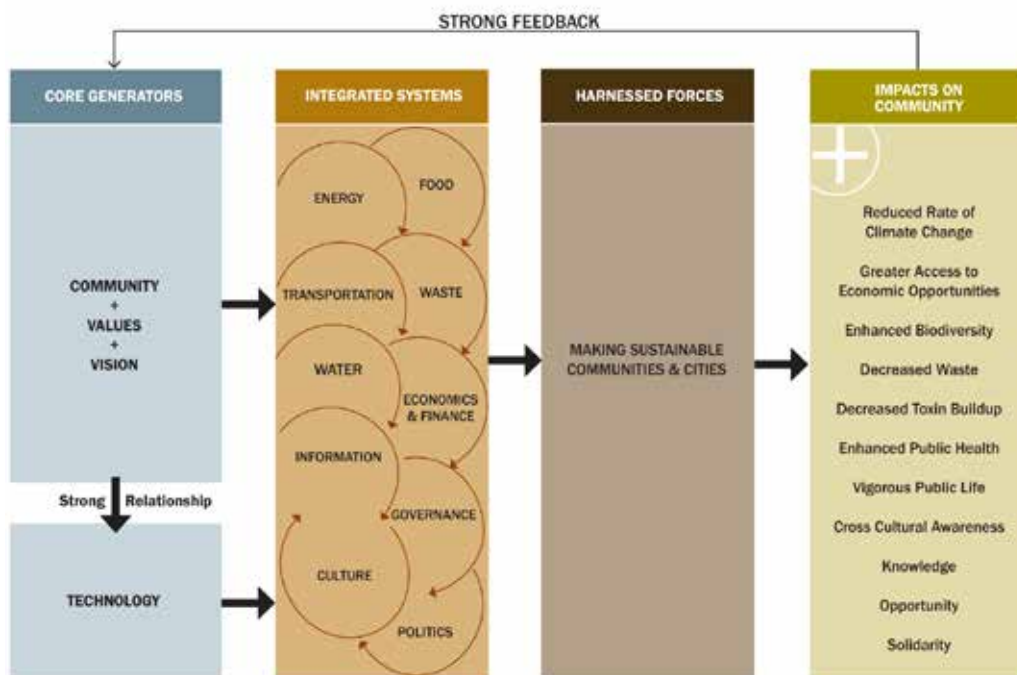 STRONG FEEDBACK
CORE GENERATORS
COMMUNITY
+
VALUES
+
VISION
Strong Relationship
TECHNOLOGY
INTEGRATED SYSTEMS
ENERGY
FOOD
TRANSPORTATION
WASTE
WATER
ECONOMICS
& FINANCE
INFORMATION
GOVERNANCE
CULTURE
POLITICS
HARNESSED FORCES
MAKING SUSTAINABLE
COMMUNITIES & CITIES
IMPACTS ON
COMMUNITY
+
Reduced Rate of
Climate Change
Greater Access to
Economic Opportunities
Enhanced Biodiversity
Decreased Waste
Decreased Toxin Buildup
Enhanced Public Health
Vigorous Public Life
Cross Cultural Awareness
Knowledge
Opportunity
Solidarity